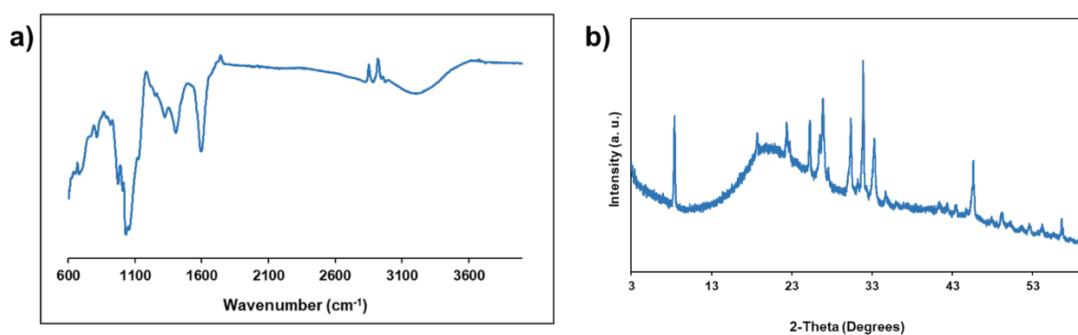 a)
600 1100 1600 2100 2600 3100 3600
Wavenumber (cm⁻¹)
b)
Intensity (a. u.)
3 13 23 33 43 53
2-Theta (Degrees)